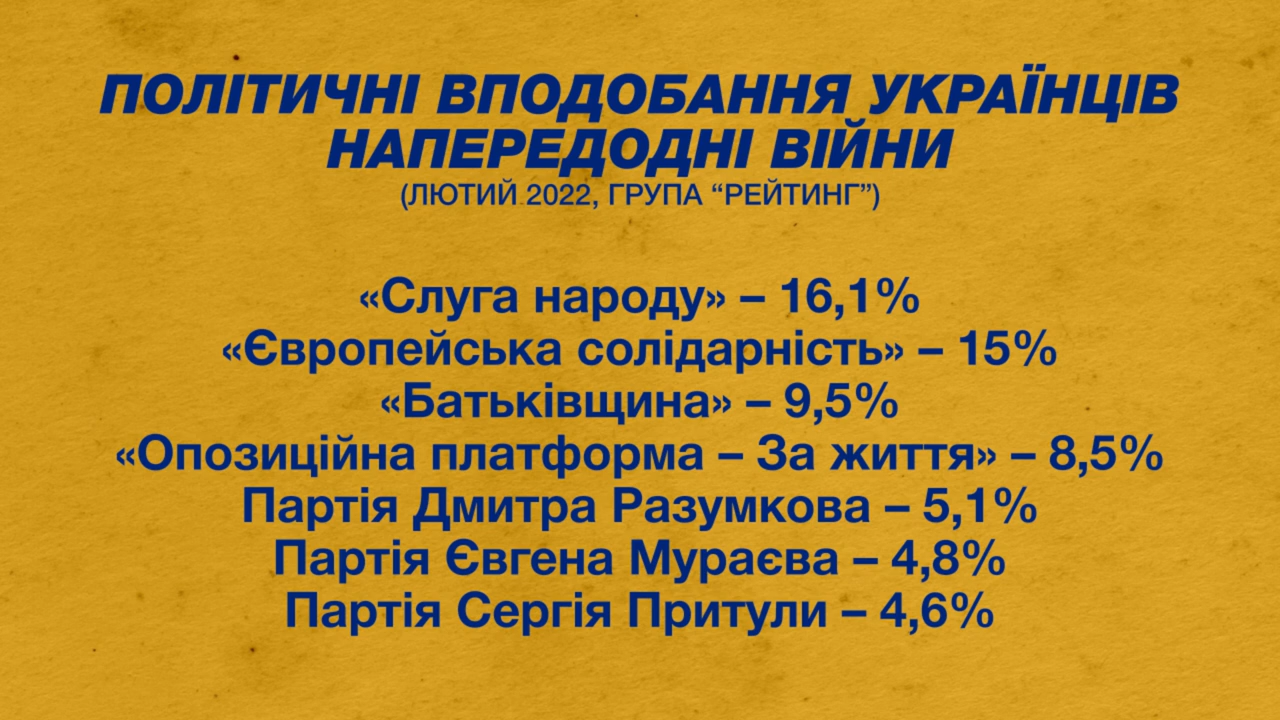 ПОЛІТИЧНІ ВПОДОБАННЯ УКРАЇНЦІВ
НАПЕРЕДОДНІ ВІЙНИ
(ЛЮТИЙ 2022, ГРУПА “РЕЙТИНГ”)
«Слуга народу» – 16,1%
«Європейська солідарність» – 15%
«Батьківщина» – 9,5%
«Опозиційна платформа – За життя» – 8,5%
Партія Дмитра Разумкова – 5,1%
Партія Євгена Мураєва – 4,8%
Партія Сергія Притули – 4,6%